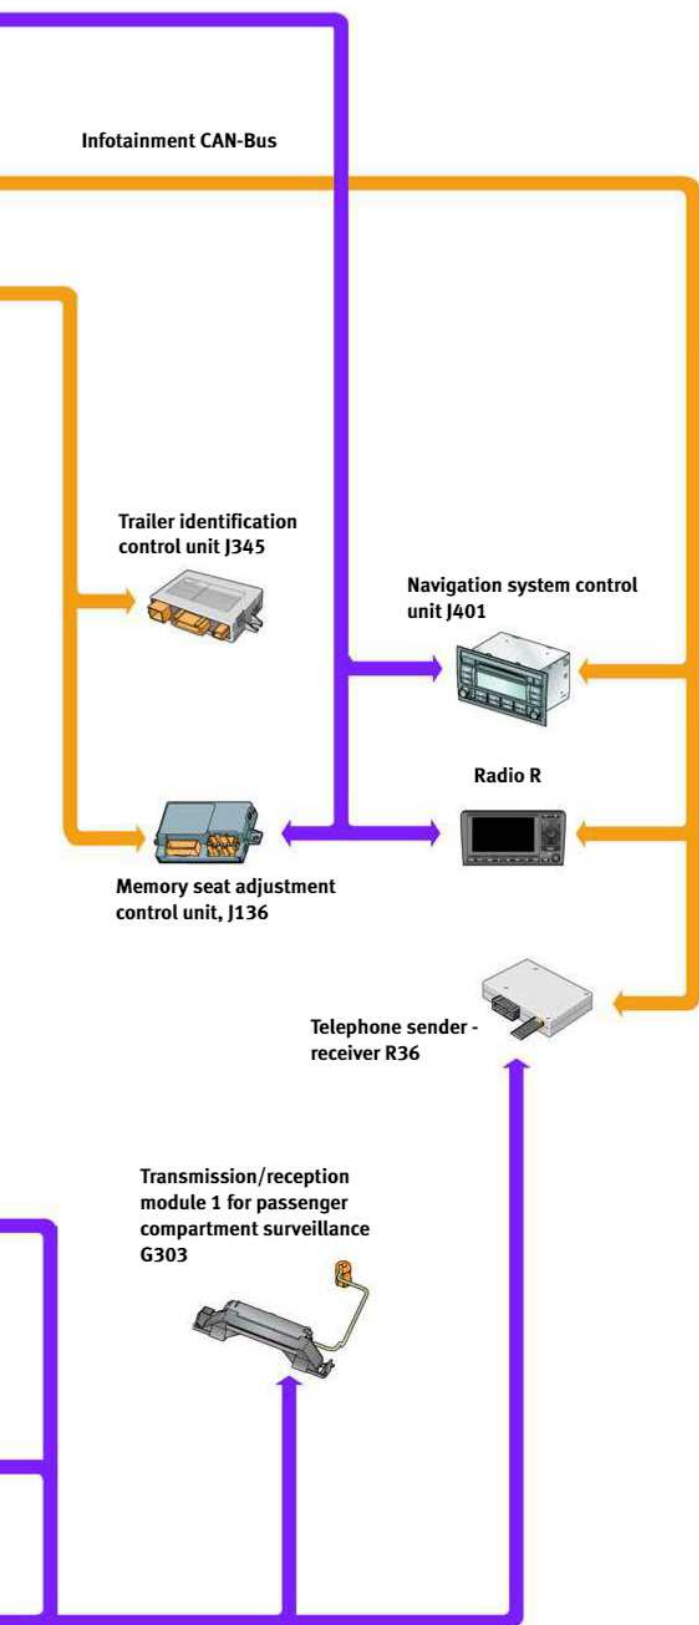 Infotainment CAN-Bus
Trailer identification
control unit J345
Navigation system control
unit J401
Radio R
Memory seat adjustment
control unit, J136
Telephone sender -
receiver R36
Transmission/reception
module 1 for passenger
compartment surveillance
G303